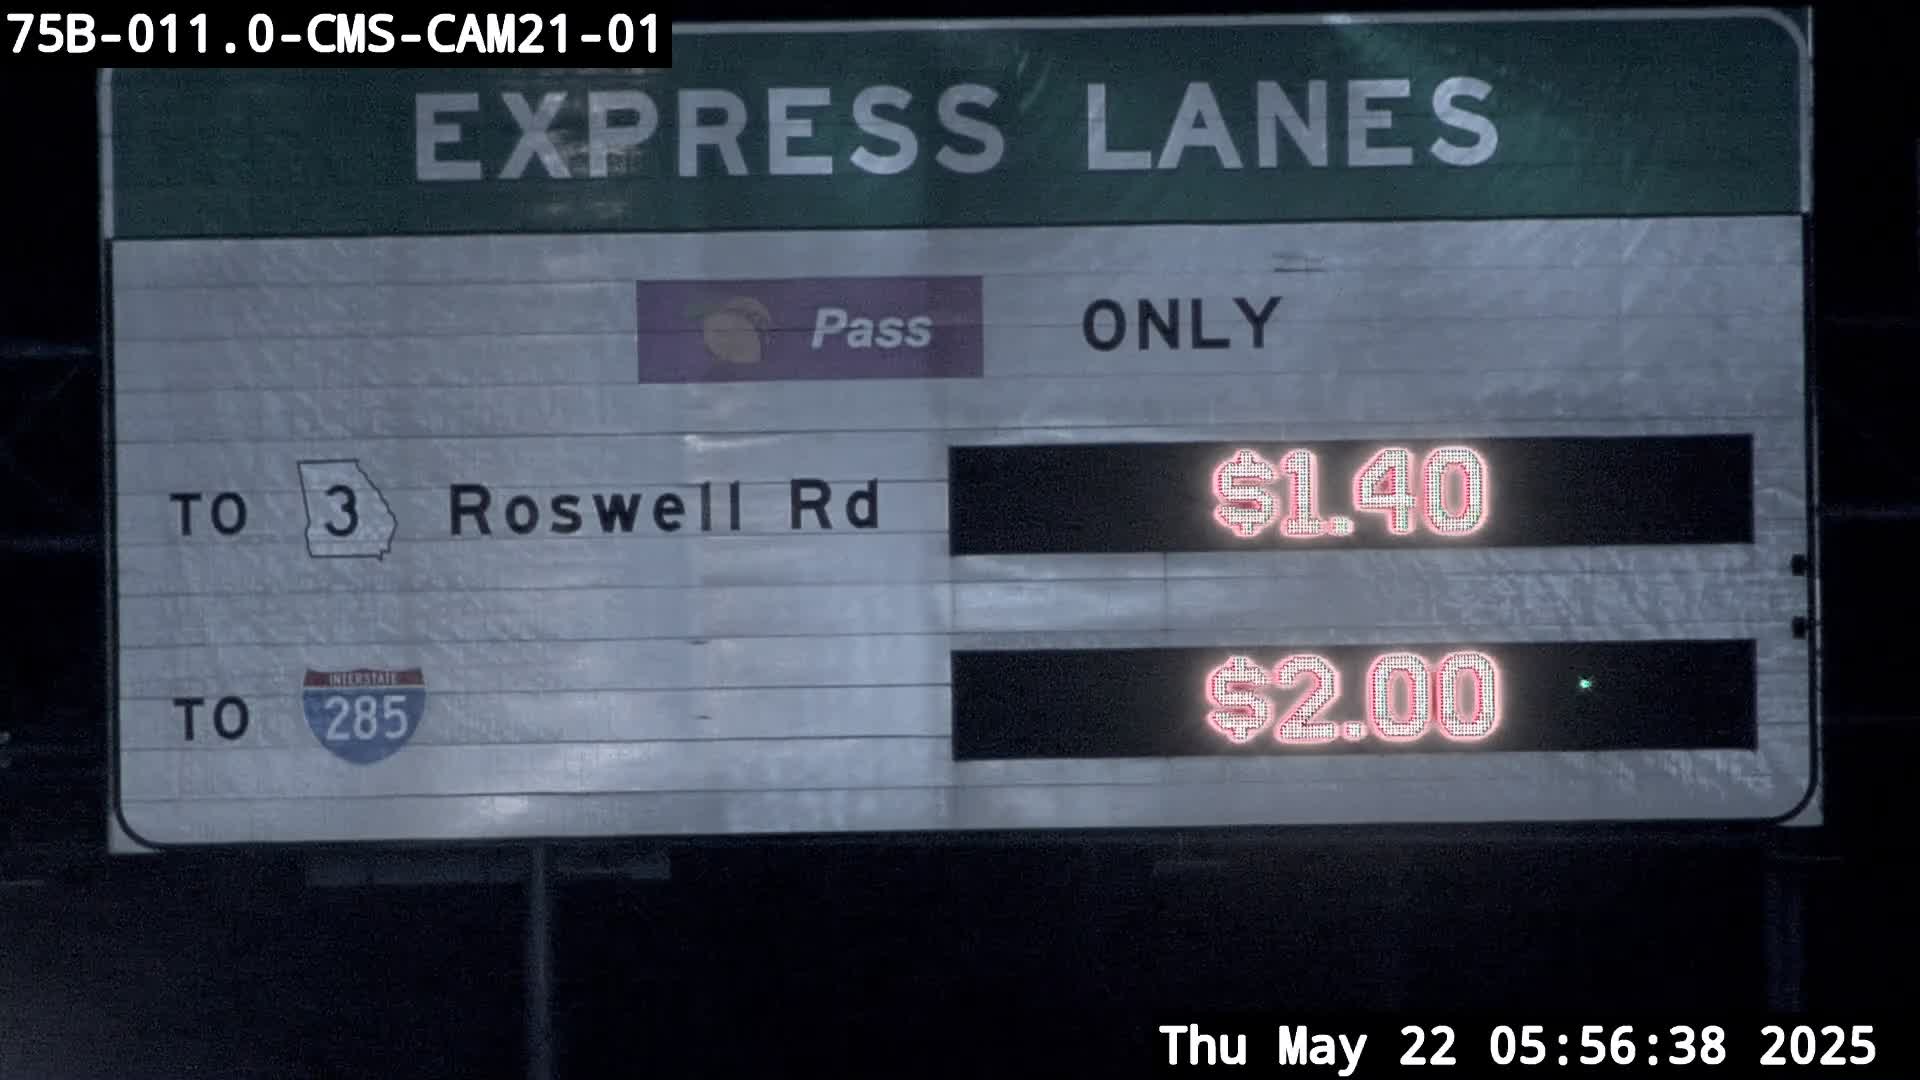 75B-011.0-CMS-CAM21-01
EXPRESS LANES
Pass ONLY
TO 3 Roswell Rd $1.40
TO INTERSTATE 285 $2.00
Thu May 22 05:56:38 2025